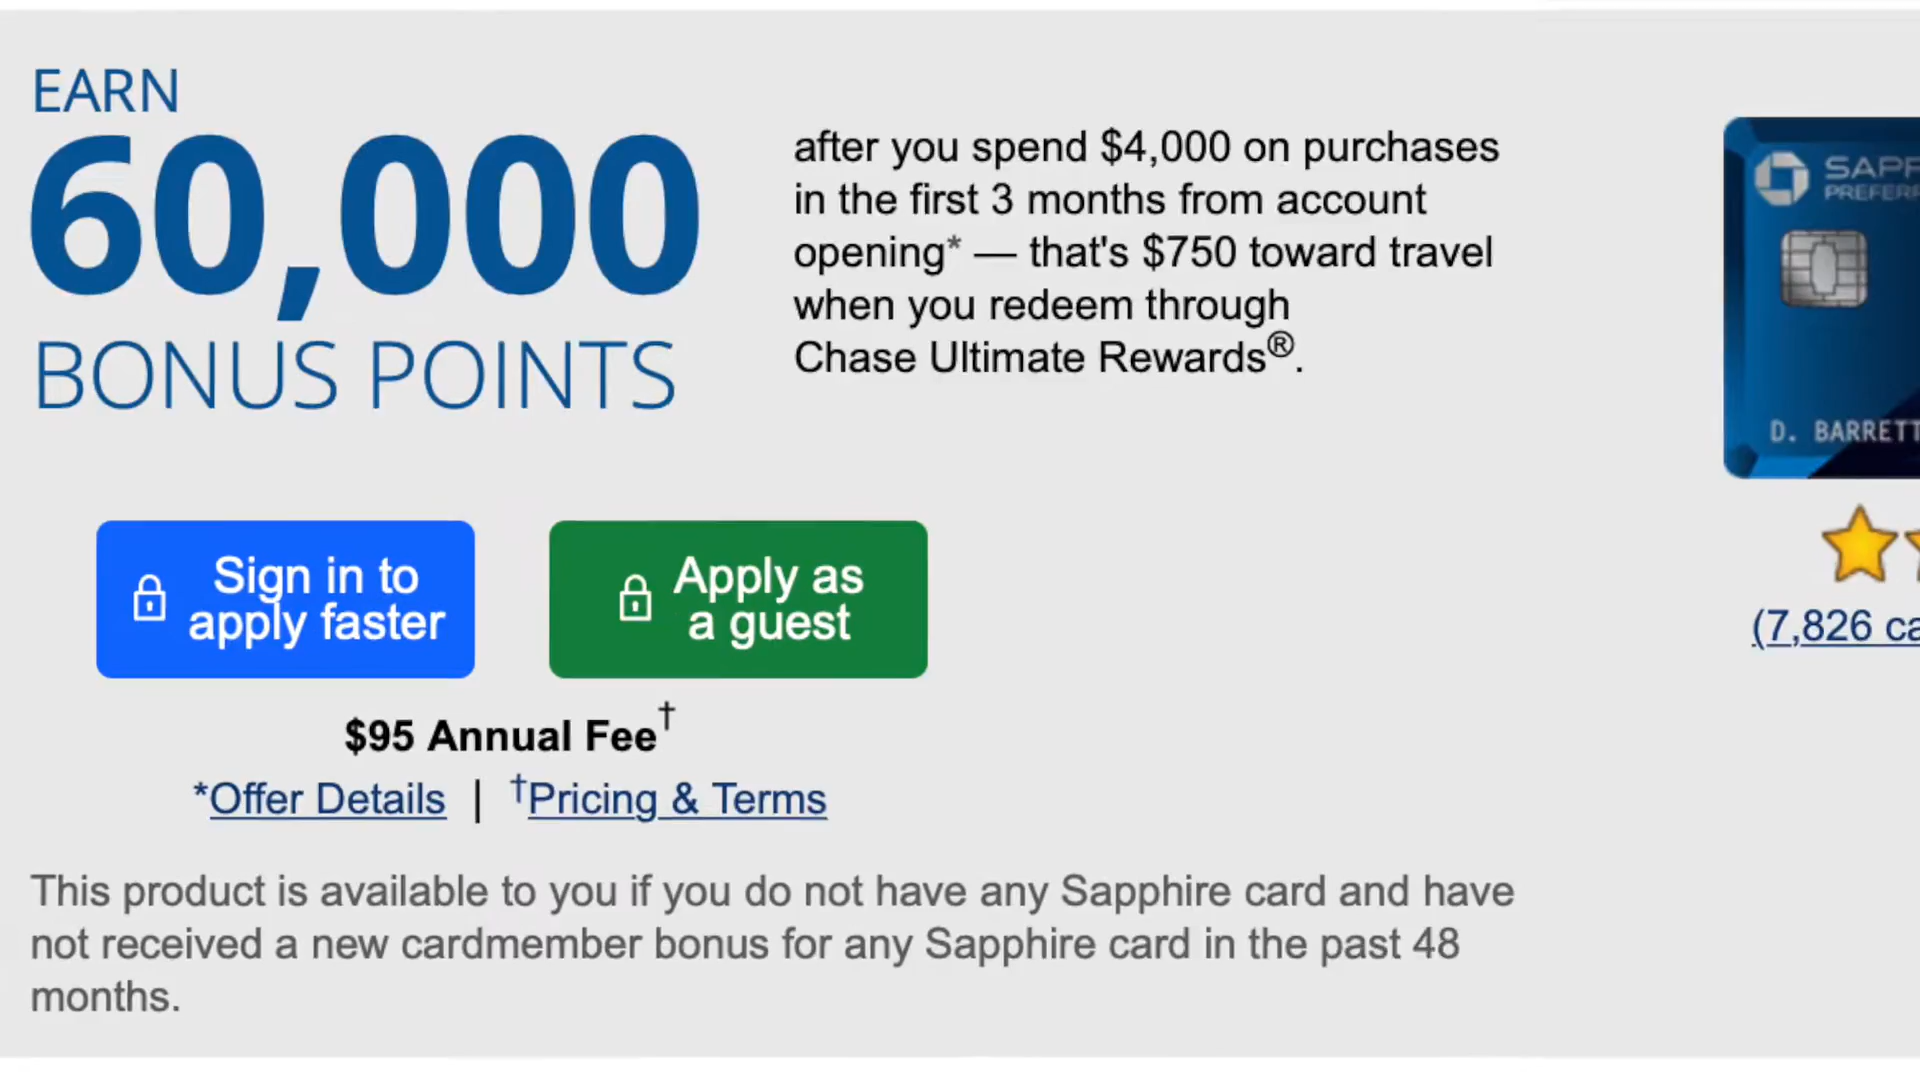 EARN
60,000
BONUS POINTS
after you spend $4,000 on purchases
in the first 3 months from account
opening* — that's $750 toward travel
when you redeem through
Chase Ultimate Rewards®.
D. BARRETT
Sign in to
apply faster
Apply as
a guest
(7,826
$95 Annual Fee†
*Offer Details | †Pricing & Terms
This product is available to you if you do not have any Sapphire card and have
not received a new cardmember bonus for any Sapphire card in the past 48
months.